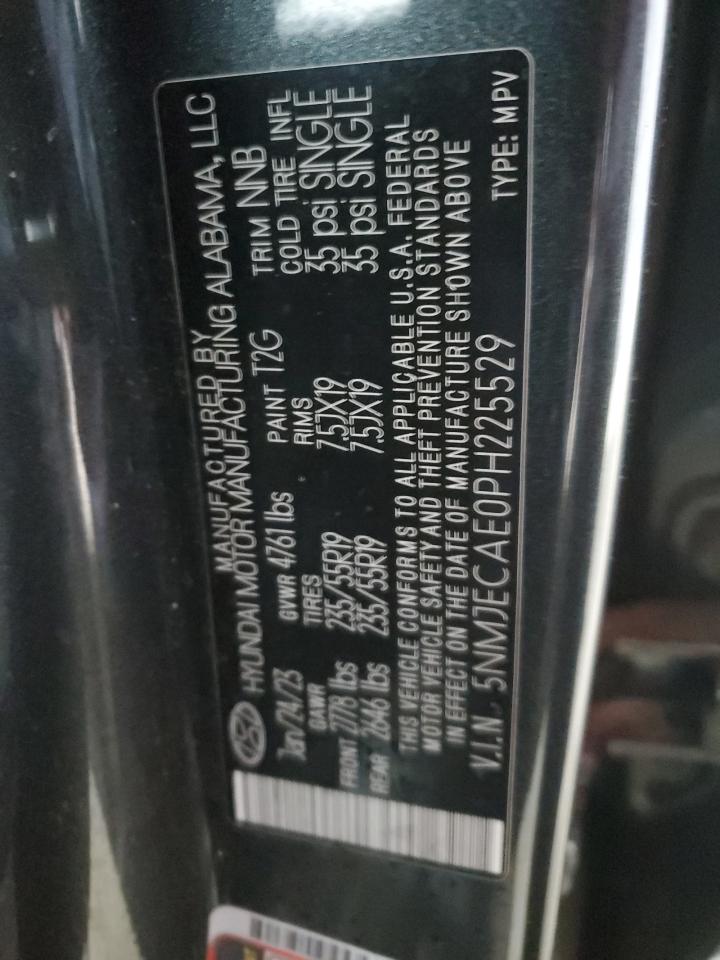 MANUFACTURED BY
HYUNDAI MOTOR MANUFACTURING ALABAMA, LLC
Jan/24/23 GVWR 4761 lbs PAINT T2G TRIM NNB
GAWR TIRES RIMS COLD TIRE INFL
FRONT 2778 lbs 235/55R19 7.5JX19 35 psi SINGLE
REAR 2646 lbs 235/55R19 7.5JX19 35 psi SINGLE
THIS VEHICLE CONFORMS TO ALL APPLICABLE U.S.A. FEDERAL
MOTOR VEHICLE SAFETY AND THEFT PREVENTION STANDARDS
IN EFFECT ON THE DATE OF MANUFACTURE SHOWN ABOVE
V.I.N. 5NMJECAE0PH225529 TYPE: MPV